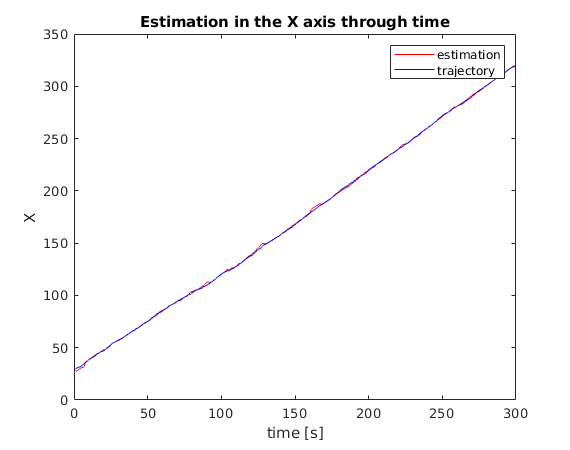 Estimation in the X axis through time
estimation
trajectory
350
300
250
200
150
100
50
0
X
0 50 100 150 200 250 300
time [s]